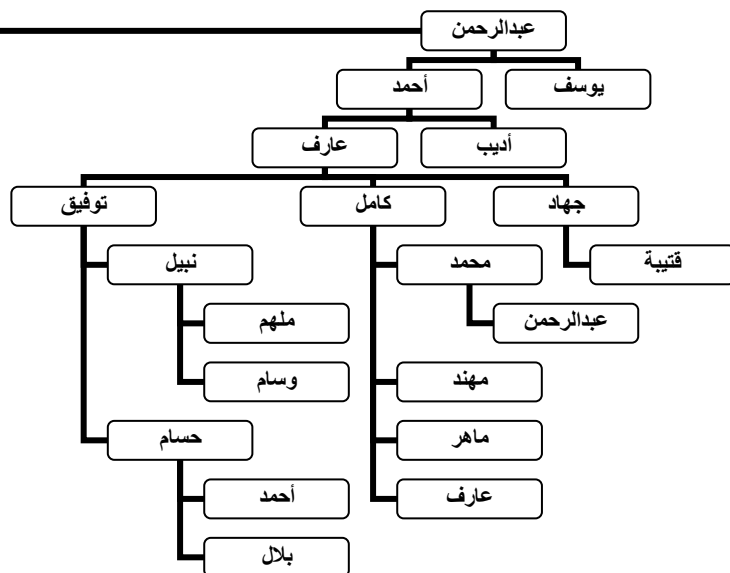 عبدالرحمن
يوسف
أحمد
أديب
عارف
جهاد
كامل
توفيق
قتيبة
محمد
نبيل
عبدالرحمن
ملهم
مهند
وسام
ماهر
حسام
عارف
أحمد
بلال